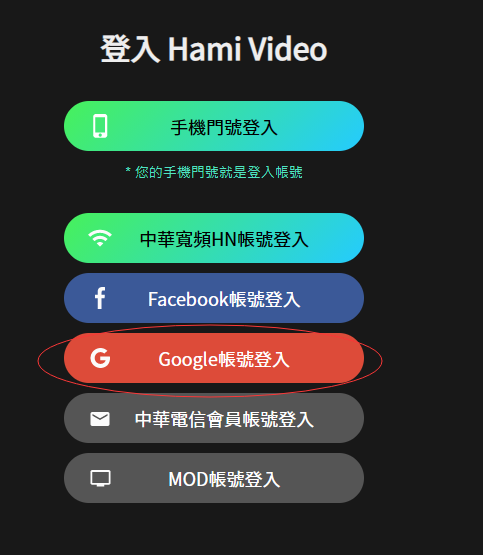 登入 Hami Video
手機門號登入
* 您的手機門號就是登入帳號
中華寬頻HN帳號登入
Facebook帳號登入
Google帳號登入
中華電信會員帳號登入
MOD帳號登入